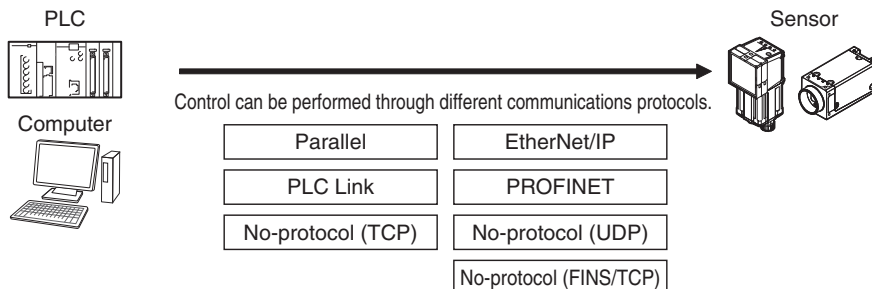 PLC
Sensor
Control can be performed through different communications protocols.
Computer
Parallel
EtherNet/IP
PLC Link
PROFINET
No-protocol (TCP)
No-protocol (UDP)
No-protocol (FINS/TCP)